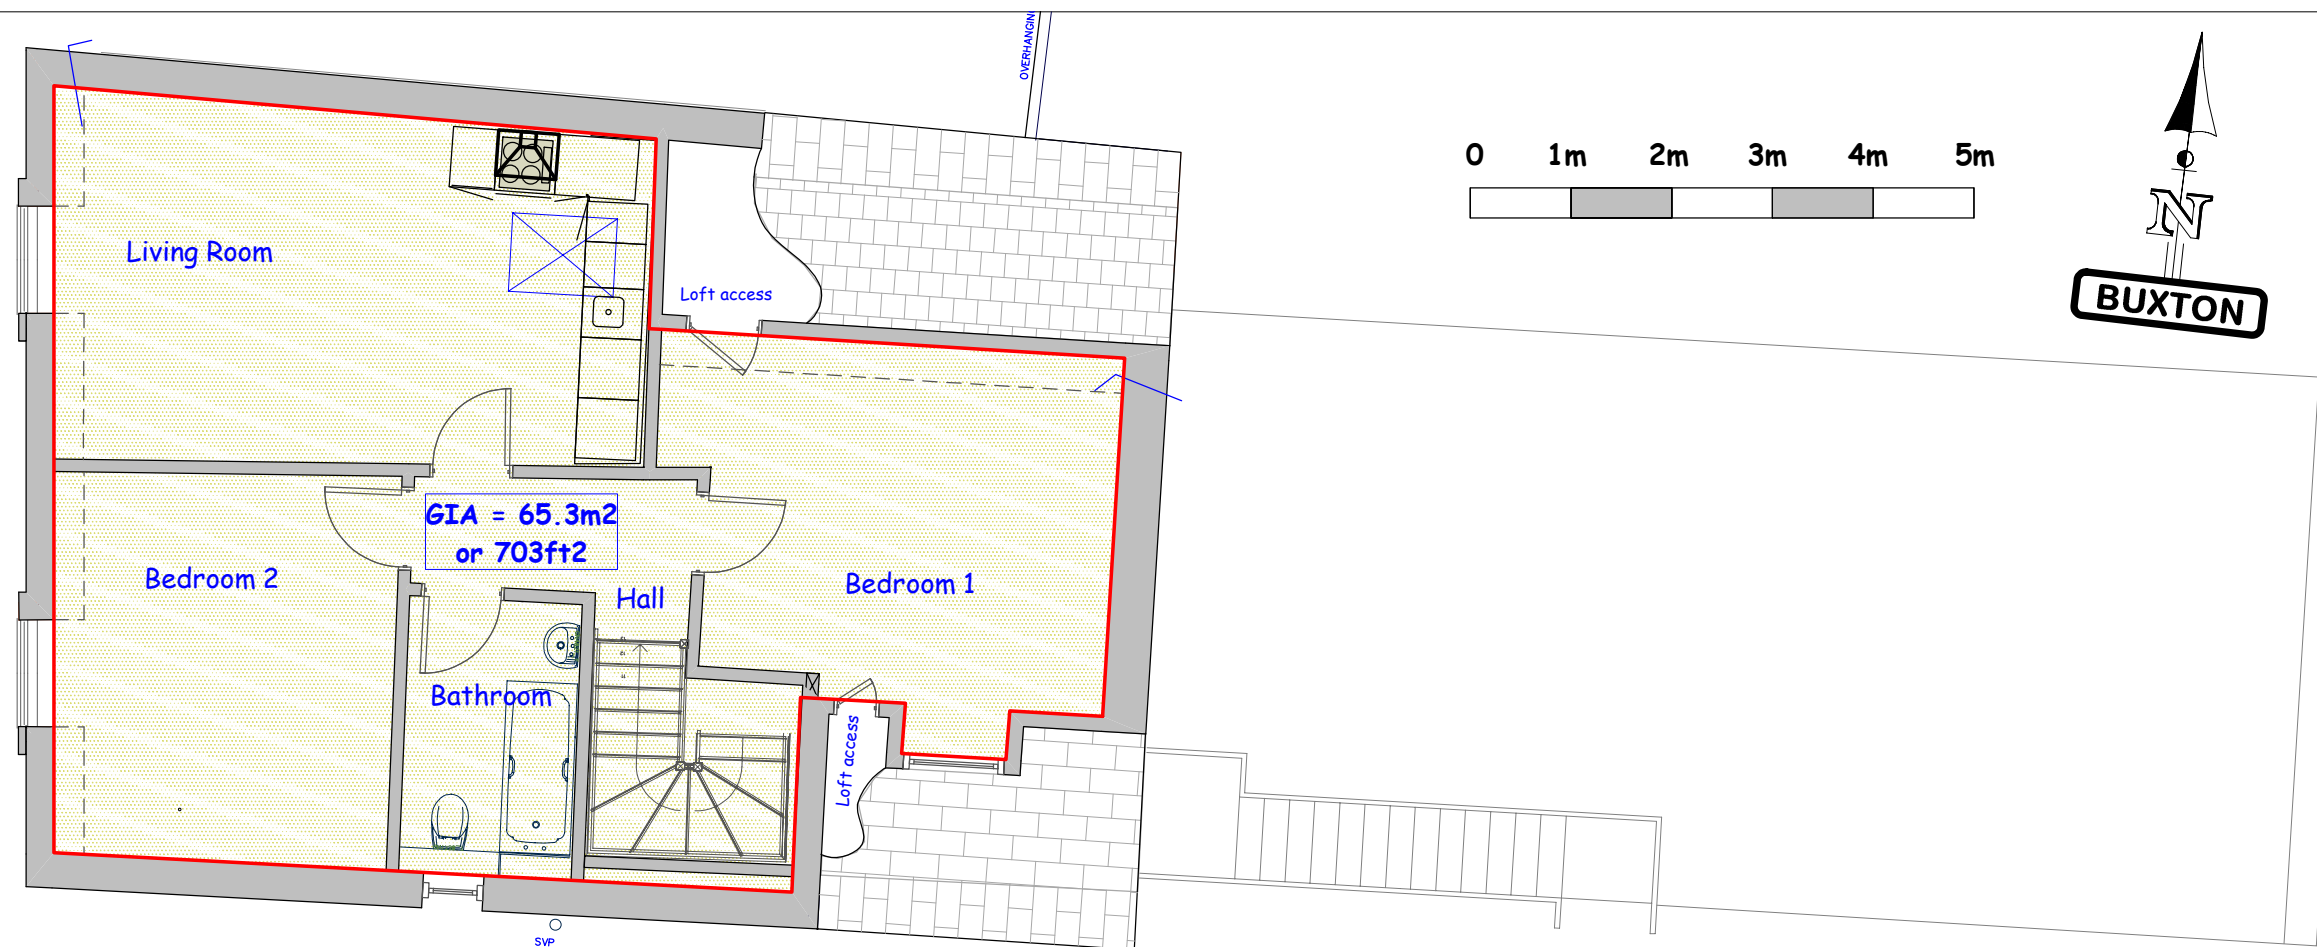 OVERHANGING
0 1m 2m 3m 4m 5m
N
BUXTON
Living Room
Loft access
GIA = 65.3m2
or 703ft2
Bedroom 2
Hall
Bedroom 1
Bathroom
Loft access
SVP